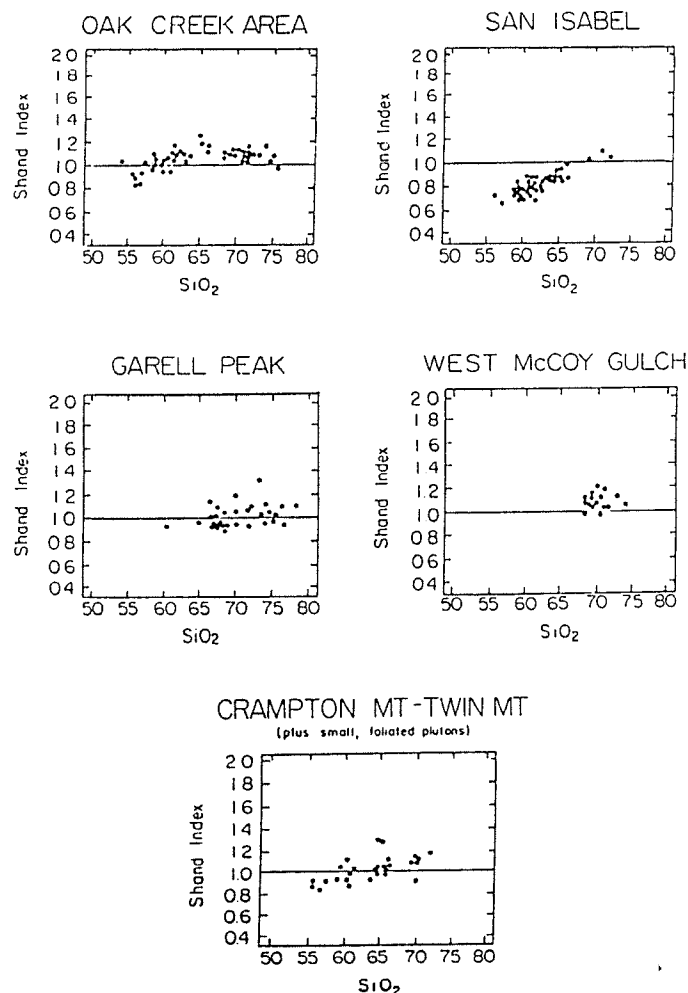 OAK CREEK AREA
2 0
1 8
1 6
1 4
1 2
1 0
0 8
0 6
0 4
Shand Index
50 55 60 65 70 75 80
SiO2
SAN ISABEL
2 0
1 8
1 6
1 4
1 2
1 0
0 8
0 6
0 4
Shand Index
50 55 60 65 70 75 80
SiO2
GARELL PEAK
2 0
1 8
1 6
1 4
1 2
1 0
0 8
0 6
0 4
Shand Index
50 55 60 65 70 75 80
SiO2
WEST McCOY GULCH
2 0
1 8
1 6
1 4
1 2
1 0
0 8
0 6
0 4
Shand Index
50 55 60 65 70 75 80
SiO2
CRAMPTON MT-TWIN MT
(plus small, foliated plutons)
2 0
1 8
1.6
1 4
1 2
1.0
0.8
0.6
0.4
Shand Index
50 55 60 65 70 75 80
SiO2